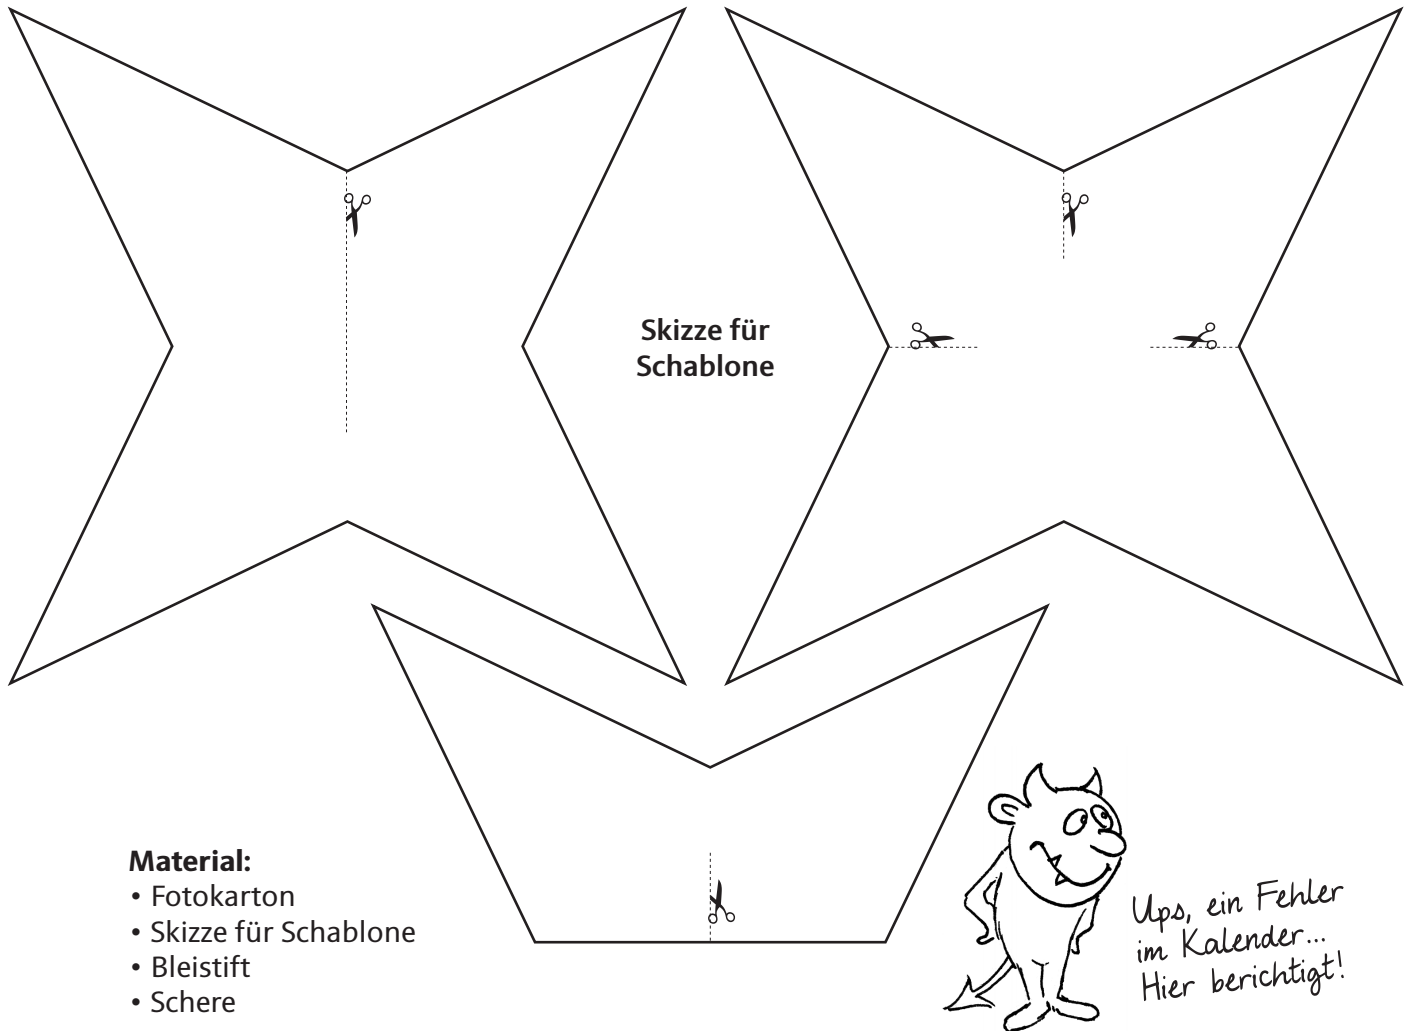 Skizze für
Schablone
Material:
• Fotokarton
• Skizze für Schablone
• Bleistift
• Schere
Ups, ein Fehler
im Kalender...
Hier berichtigt!